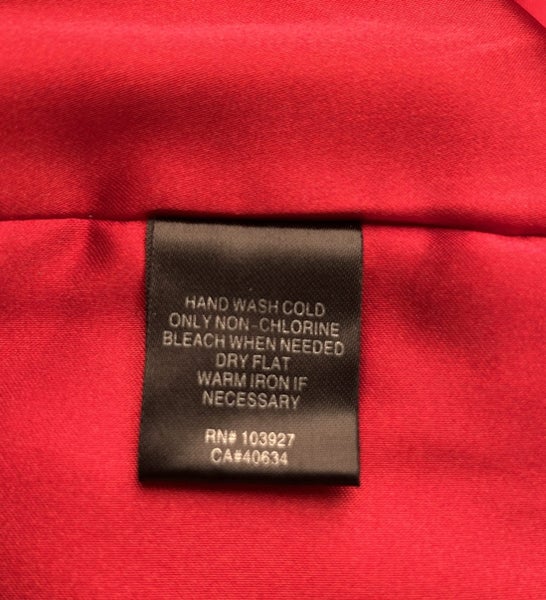 HAND WASH COLD
ONLY NON-CHLORINE
BLEACH WHEN NEEDED
DRY FLAT
WARM IRON IF
NECESSARY
RN# 103927
CA#40634